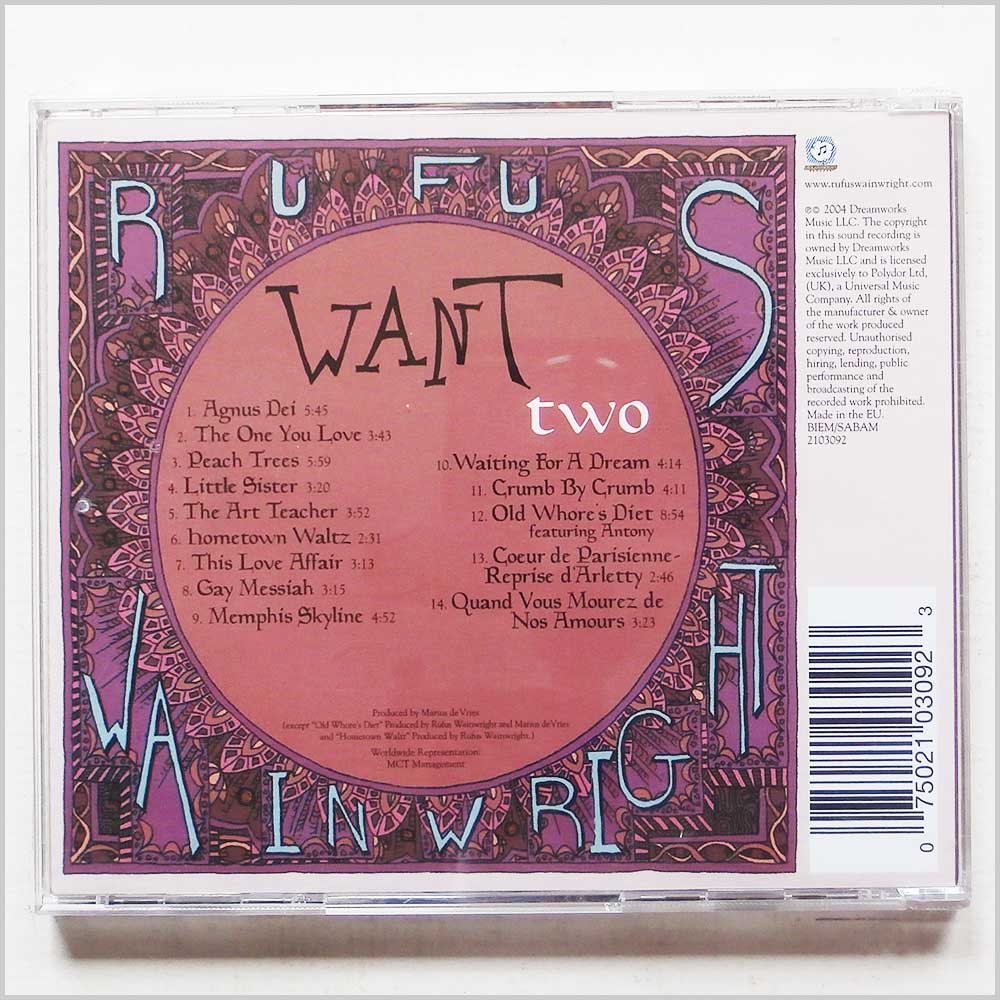 RUFUS
WAINWRIGHT
WANT
two
1. Agnus Dei 5:45
2. The One You Love 3:43
3. Peach Trees 5:59
4. Little Sister 3:20
5. The Art Teacher 3:52
6. Hometown Waltz 2:31
7. This Love Affair 3:13
8. Gay Messiah 3:15
9. Memphis Skyline 4:52
10. Waiting For A Dream 4:14
11. Crumb By Crumb 4:11
12. Old Whore's Diet 8:54
featuring Antony
13. Coeur de Parisienne-
Reprise d'Arletty 2:46
14. Quand Vous Mourez de
Nos Amours 3:23
Produced by Marius de Vries
(except "Old Whore's Diet" Produced by Rufus Wainwright and Marius deVries
and "Hometown Waltz" Produced by Rufus Wainwright.)
Worldwide Representation:
MCT Management
www.rufuswainwright.com
℗© 2004 Dreamworks
Music LLC. The copyright
in this sound recording is
owned by Dreamworks
Music LLC and is licensed
exclusively to Polydor Ltd,
(UK), a Universal Music
Company. All rights of
the manufacturer & owner
of the work produced
reserved. Unauthorised
copying, reproduction,
hiring, lending, public
performance and
broadcasting of the
recorded work prohibited.
Made in the EU.
BIEM/SABAM
2103092
0 75021 03092 3